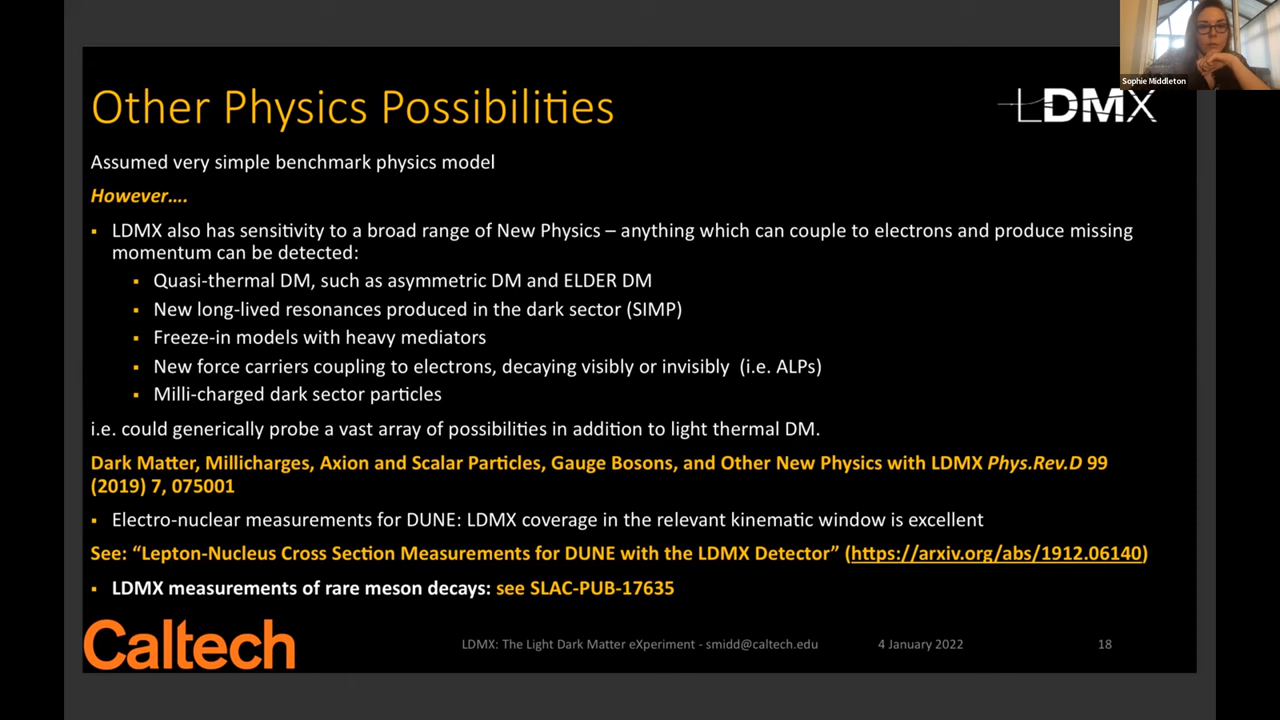 Sophie Middleton
Other Physics Possibilities
LDMX
Assumed very simple benchmark physics model
However....
▪ LDMX also has sensitivity to a broad range of New Physics – anything which can couple to electrons and produce missing
momentum can be detected:
▪ Quasi-thermal DM, such as asymmetric DM and ELDER DM
▪ New long-lived resonances produced in the dark sector (SIMP)
▪ Freeze-in models with heavy mediators
▪ New force carriers coupling to electrons, decaying visibly or invisibly (i.e. ALPs)
▪ Milli-charged dark sector particles
i.e. could generically probe a vast array of possibilities in addition to light thermal DM.
Dark Matter, Millicharges, Axion and Scalar Particles, Gauge Bosons, and Other New Physics with LDMX Phys.Rev.D 99
(2019) 7, 075001
▪ Electro-nuclear measurements for DUNE: LDMX coverage in the relevant kinematic window is excellent
See: “Lepton-Nucleus Cross Section Measurements for DUNE with the LDMX Detector” (https://arxiv.org/abs/1912.06140)
▪ LDMX measurements of rare meson decays: see SLAC-PUB-17635
Caltech
LDMX: The Light Dark Matter eXperiment - smidd@caltech.edu
4 January 2022
18